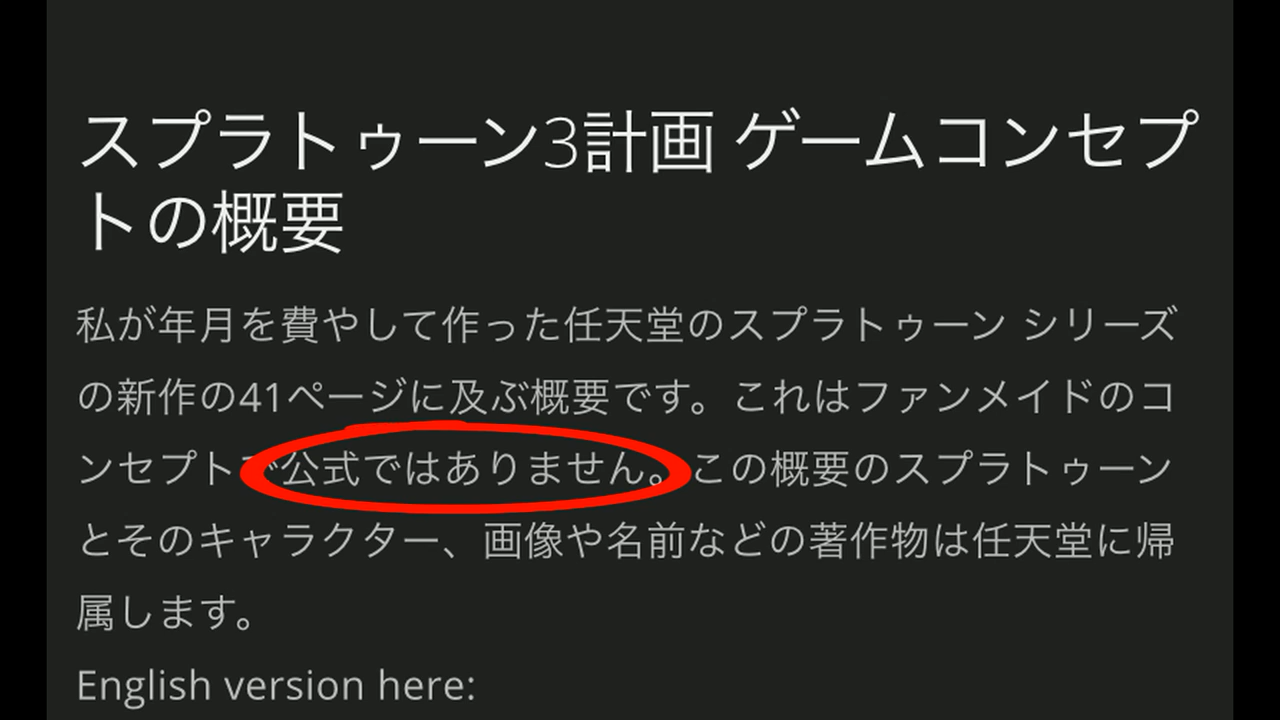 スプラトゥーン3計画 ゲームコンセプ
トの概要
私が年月を費やして作った任天堂のスプラトゥーン シリーズ
の新作の41ページに及ぶ概要です。これはファンメイドのコ
ンセプトで公式ではありません。この概要のスプラトゥーン
とそのキャラクター、画像や名前などの著作物は任天堂に帰
属します。
English version here: